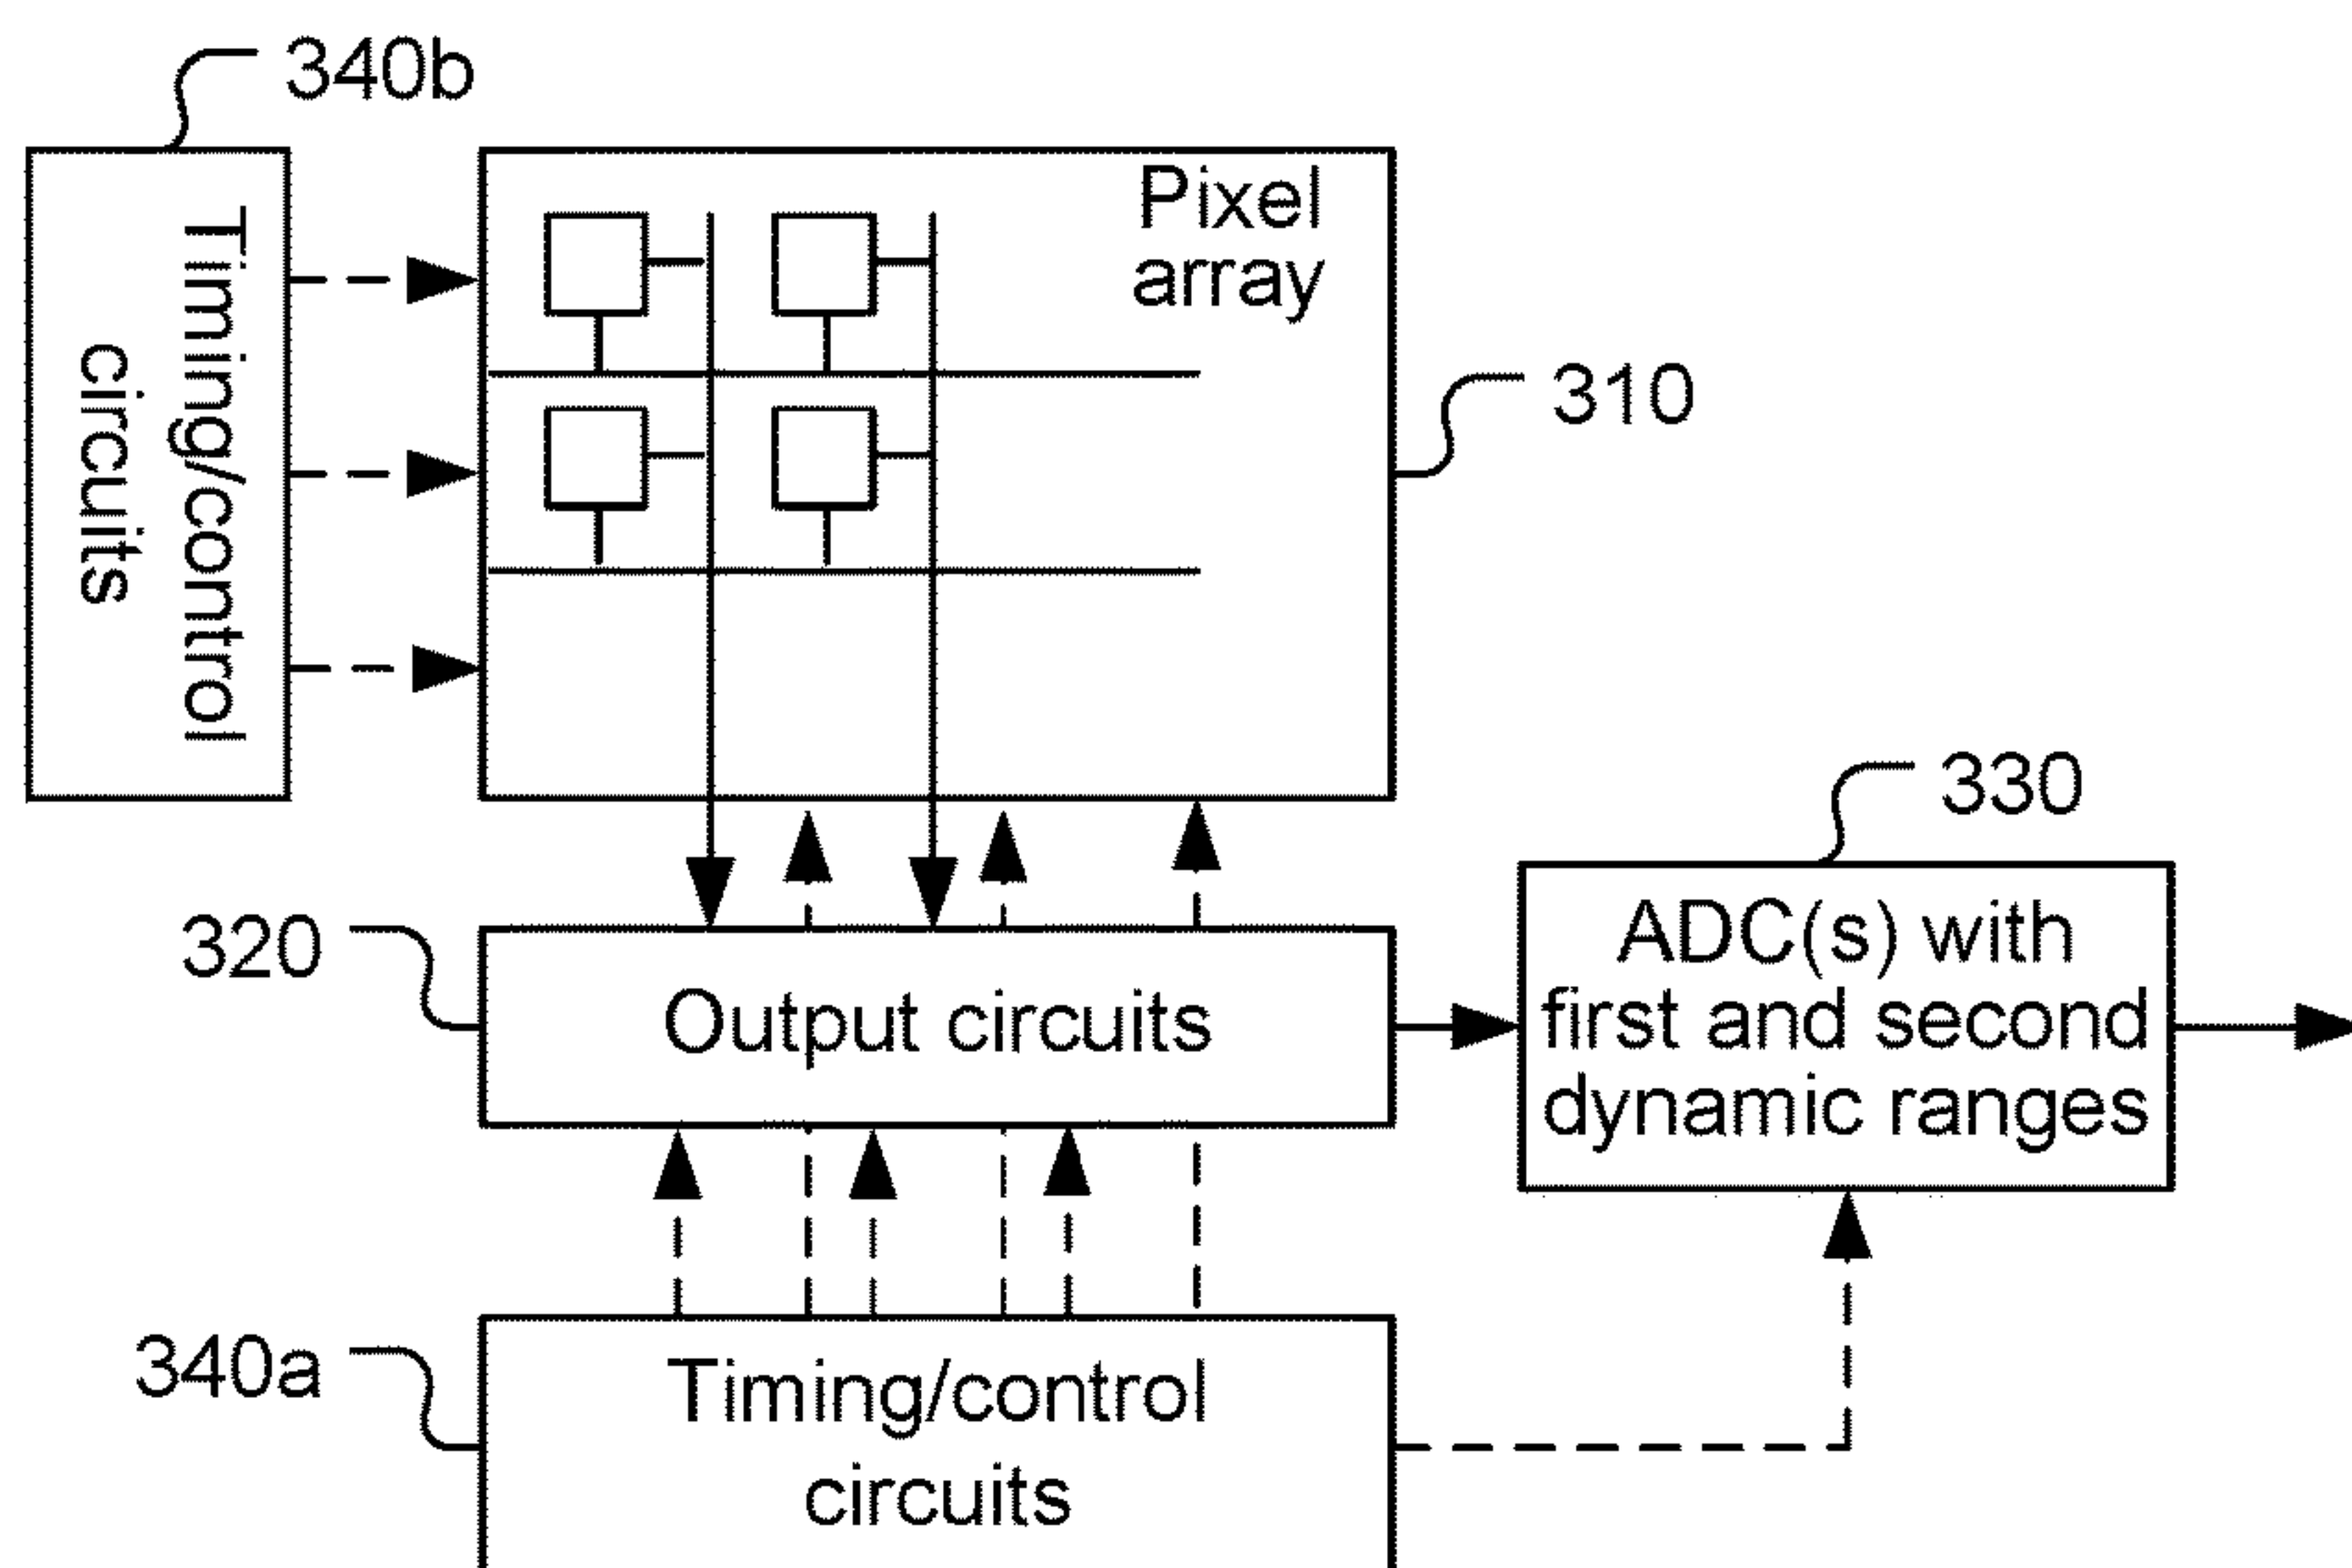 340b
Timing/control
circuits
Pixel
array
310
330
320
Output circuits
ADC(s) with
first and second
dynamic ranges
340a
Timing/control
circuits